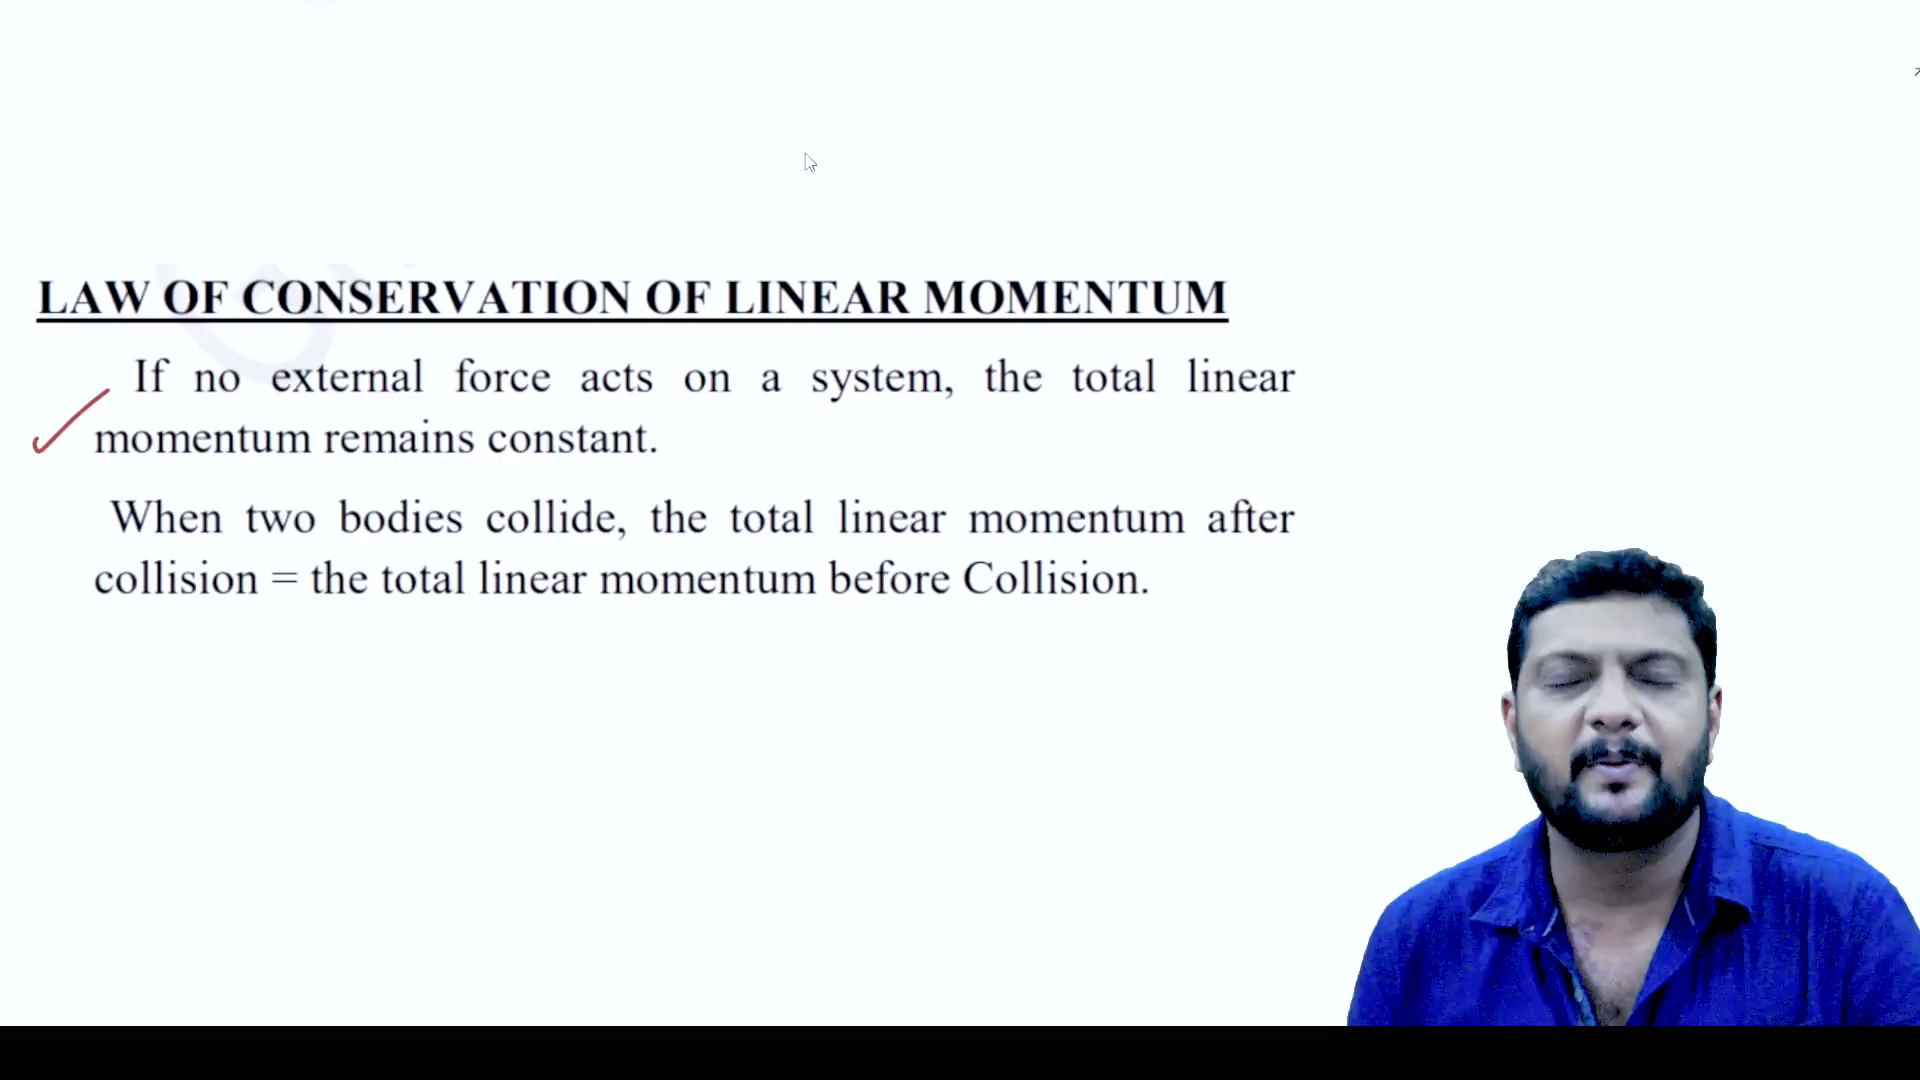 LAW OF CONSERVATION OF LINEAR MOMENTUM
If no external force acts on a system, the total linear
momentum remains constant.
When two bodies collide, the total linear momentum after
collision = the total linear momentum before Collision.